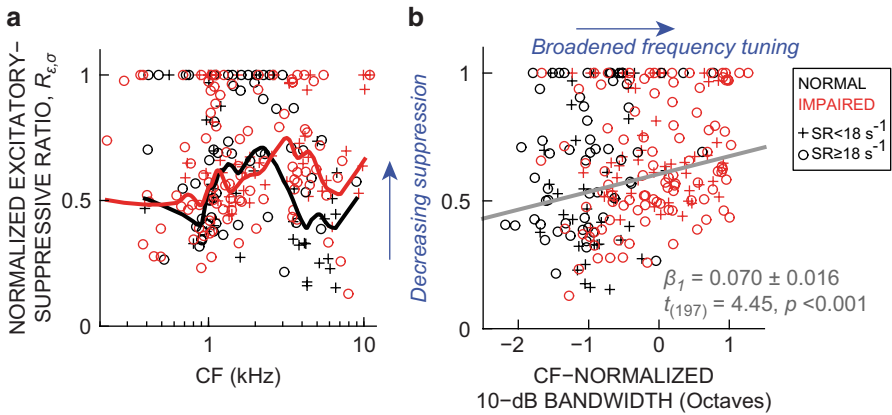 a
NORMALIZED EXCITATORY−
SUPPRESSIVE RATIO, Rε,σ
1
0.5
0
1
10
CF (kHz)
Decreasing suppression
b
Broadened frequency tuning
1
0.5
0
β1 = 0.070 ± 0.016
t(197) = 4.45, p <0.001
−2
−1
0
1
CF−NORMALIZED
10−dB BANDWIDTH (Octaves)
NORMAL
IMPAIRED
+ SR<18 s-1
○ SR≥18 s-1